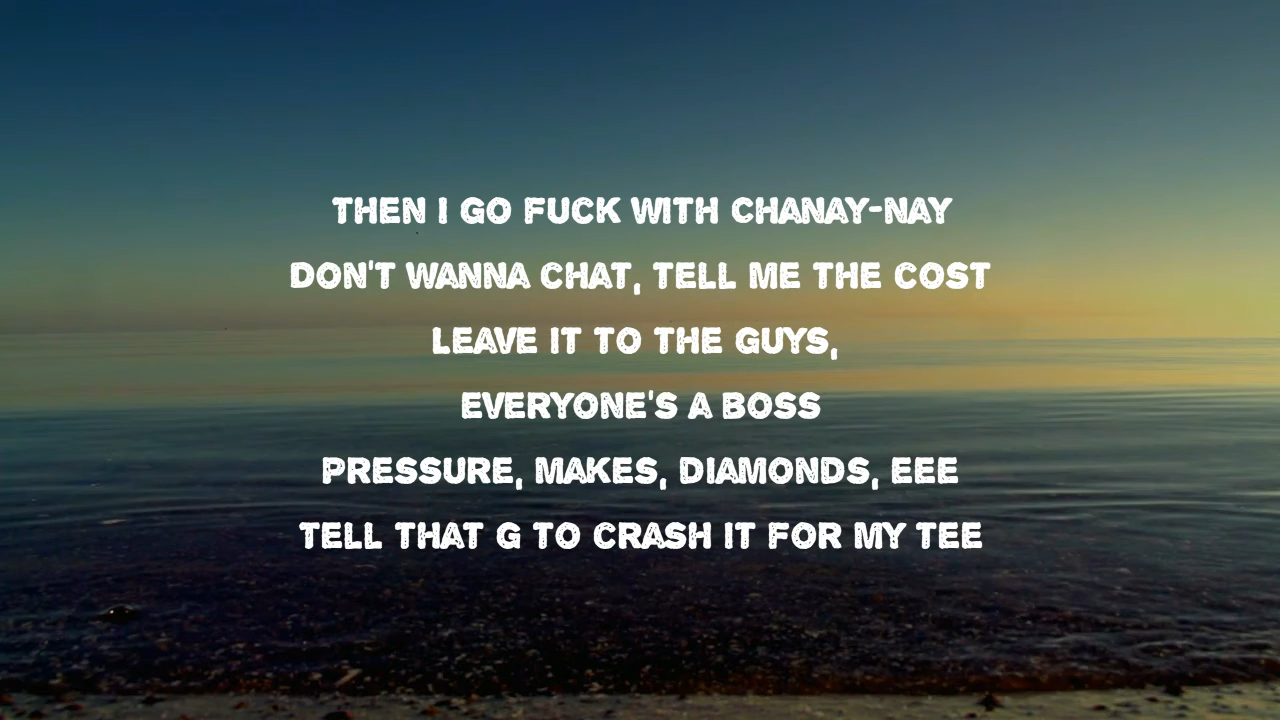 THEN I GO FUCK WITH CHANAY-NAY
DON'T WANNA CHAT, TELL ME THE COST
LEAVE IT TO THE GUYS,
EVERYONE'S A BOSS
PRESSURE, MAKES, DIAMONDS, EEE
TELL THAT G TO CRASH IT FOR MY TEE